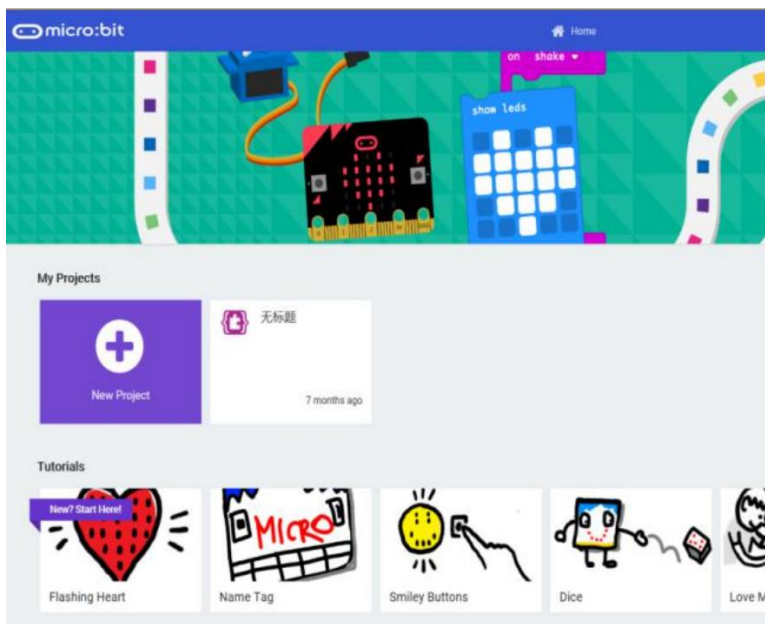 micro:bit
Home
on shake
show leds
My Projects
New Project
无标题
7 months ago
Tutorials
New? Start Here!
MICRO
Flashing Heart
Name Tag
Smiley Buttons
Dice
Love M